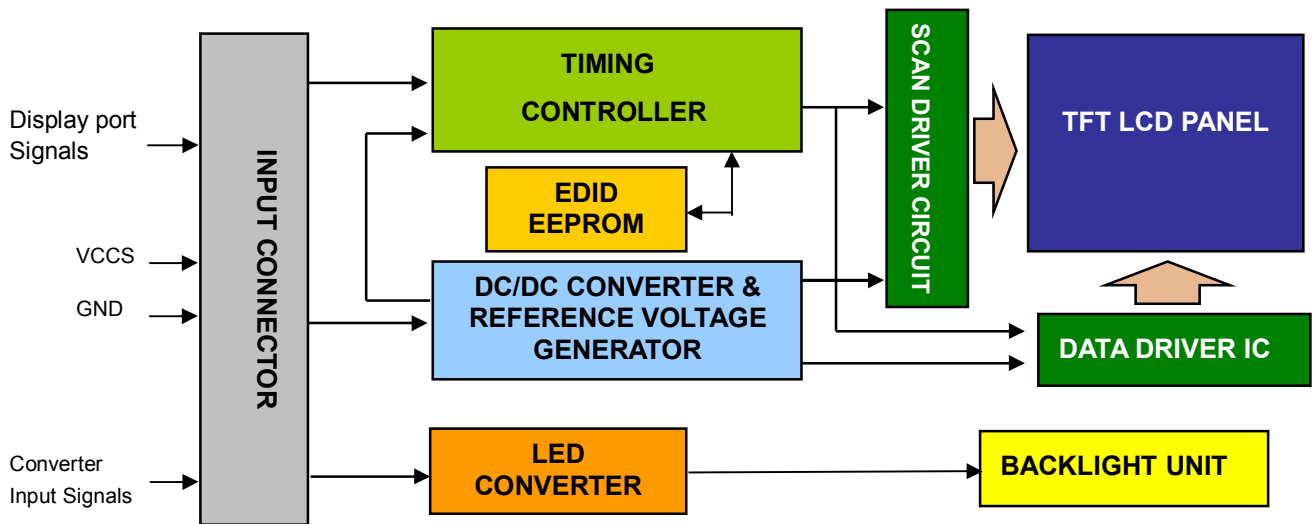 Display port
Signals
VCCS
GND
Converter
Input Signals
INPUT CONNECTOR
TIMING
CONTROLLER
EDID
EEPROM
DC/DC CONVERTER &
REFERENCE VOLTAGE
GENERATOR
LED
CONVERTER
SCAN DRIVER CIRCUIT
TFT LCD PANEL
DATA DRIVER IC
BACKLIGHT UNIT